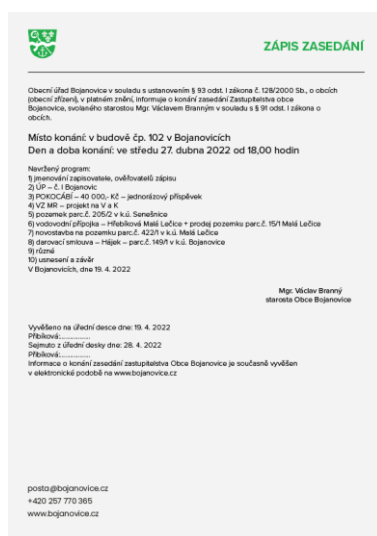 ZÁPIS ZASEDÁNÍ
Obecní úřad Bojanovice v souladu s ustanovením § 93 odst. 1 zákona č. 128/2000 Sb., o obcích
(obecní zřízení), v platném znění, informuje o konání zasedání Zastupitelstva obce
Bojanovice, svolaného starostou Mgr. Václavem Branným v souladu s § 91 odst. 1 zákona o
obcích.
Místo konání: v budově čp. 102 v Bojanovicích
Den a doba konání: ve středu 27. dubna 2022 od 18,00 hodin
Navržený program:
1) jmenování zapisovatele, ověřovatelů zápisu
2) ÚP – č. 1 Bojanovic
3) POKOCÁBÍ – 40 000,- Kč – jednorázový příspěvek
4) VZ MR – projekt na V a K
5) pozemek parc.č. 205/2 v k.ú. Senešnice
6) vodovodní přípojka – Hřebíková Malá Lečice + prodej pozemku parc.č. 15/1 Malá Lečice
7) novostavba na pozemku parc.č. 422/1 v k.ú. Malá Lečice
8) darovací smlouva – Hájek – parc.č. 149/1 v k.ú. Bojanovice
9) různé
10) usnesení a závěr
V Bojanovicích, dne 19. 4. 2022
Mgr. Václav Branný
starosta Obce Bojanovice
Vyvěšeno na úřední desce dne: 19. 4. 2022
Přibíková:................
Sejmuto z úřední desky dne: 28. 4. 2022
Přibíková:................
Informace o konání zasedání zastupitelstva Obce Bojanovice je současně vyvěšen
v elektronické podobě na www.bojanovice.cz
posta@bojanovice.cz
+420 257 770 365
www.bojanovice.cz